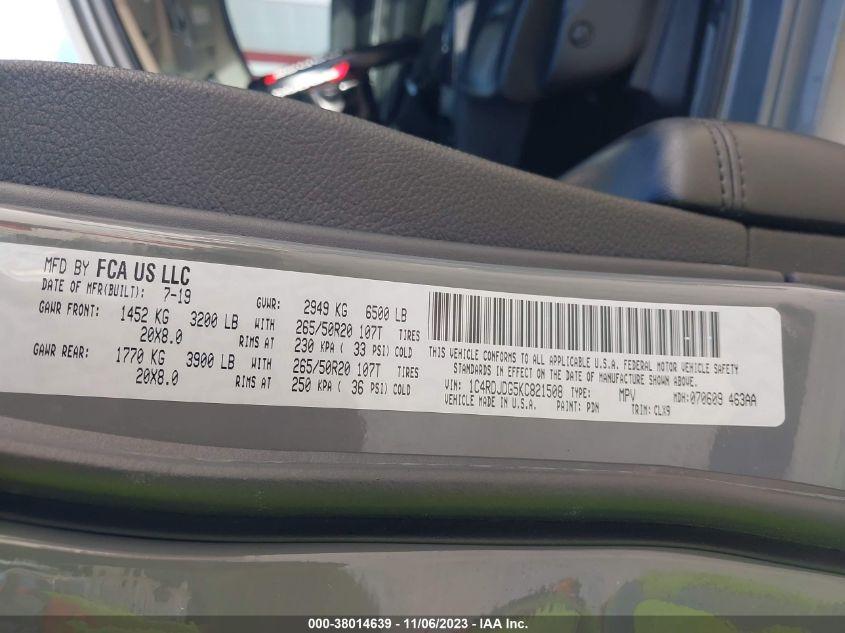 MFD BY FCA US LLC
DATE OF MFR(BUILT): 7-19 GVWR: 2949 KG 6500 LB
GAWR FRONT: 1452 KG 3200 LB WITH 265/50R20 107T TIRES
20X8.0 RIMS AT 230 KPA ( 33 PSI) COLD
GAWR REAR: 1770 KG 3900 LB WITH 265/50R20 107T TIRES
20X8.0 RIMS AT 250 KPA ( 36 PSI) COLD
THIS VEHICLE CONFORMS TO ALL APPLICABLE U.S.A. FEDERAL MOTOR VEHICLE SAFETY
STANDARDS IN EFFECT ON THE DATE OF MANUFACTURE SHOWN ABOVE.
VIN: 1C4RDJDG5KC821508 TYPE: MPV MDH:070609 463AA
VEHICLE MADE IN U.S.A. PAINT: PDN TRIM: CLX9
000-38014639 - 11/06/2023 - IAAI.COM